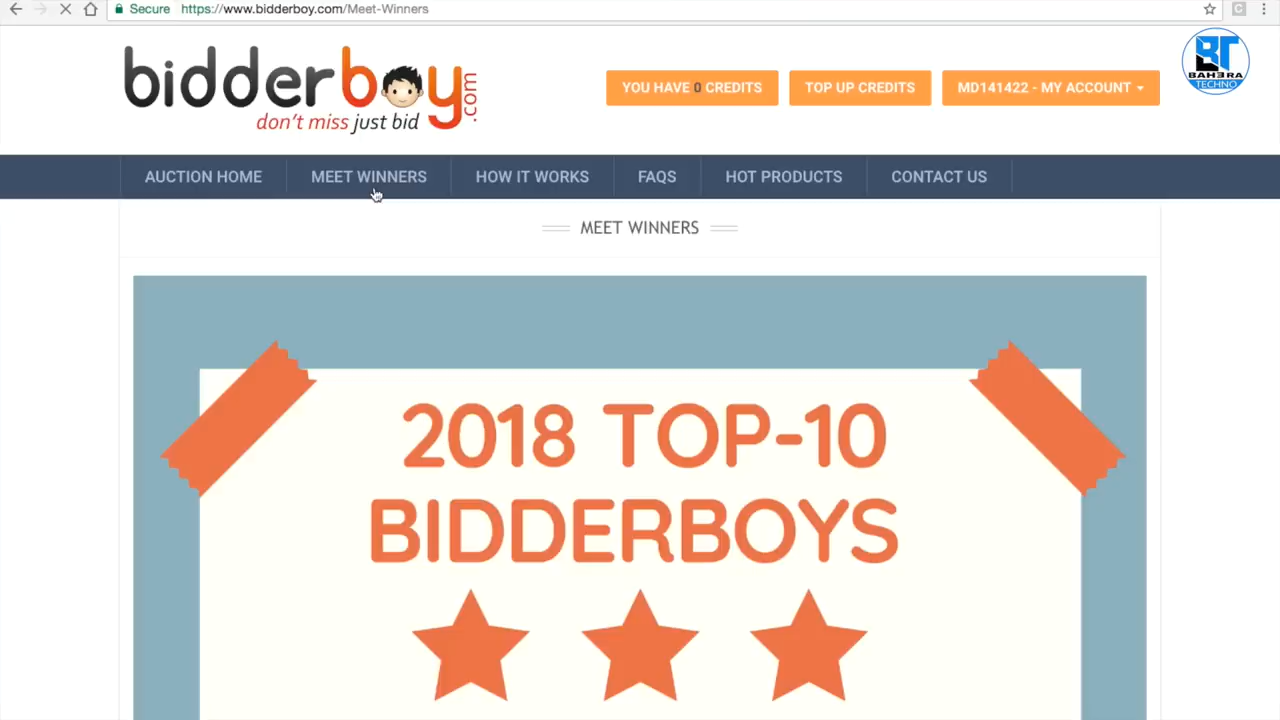 Secure https://www.bidderboy.com/Meet-Winners
C
bidderboy.com
don't miss just bid
YOU HAVE 0 CREDITS
TOP UP CREDITS
MD141422 - MY ACCOUNT
BT
BAH3RA
TECHNO
AUCTION HOME
MEET WINNERS
HOW IT WORKS
FAQS
HOT PRODUCTS
CONTACT US
MEET WINNERS
2018 TOP-10
BIDDERBOYS